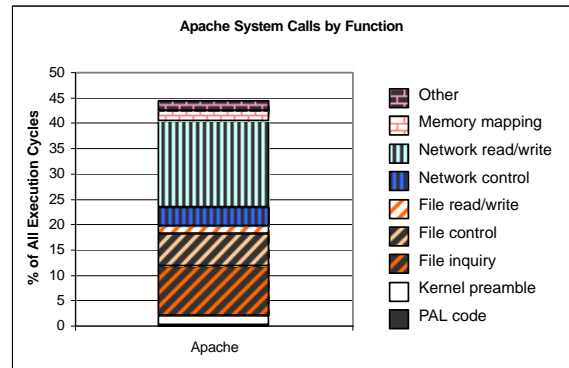 Apache System Calls by Function
% of All Execution Cycles
50
45
40
35
30
25
20
15
10
5
0
Apache
Other
Memory mapping
Network read/write
Network control
File read/write
File control
File inquiry
Kernel preamble
PAL code